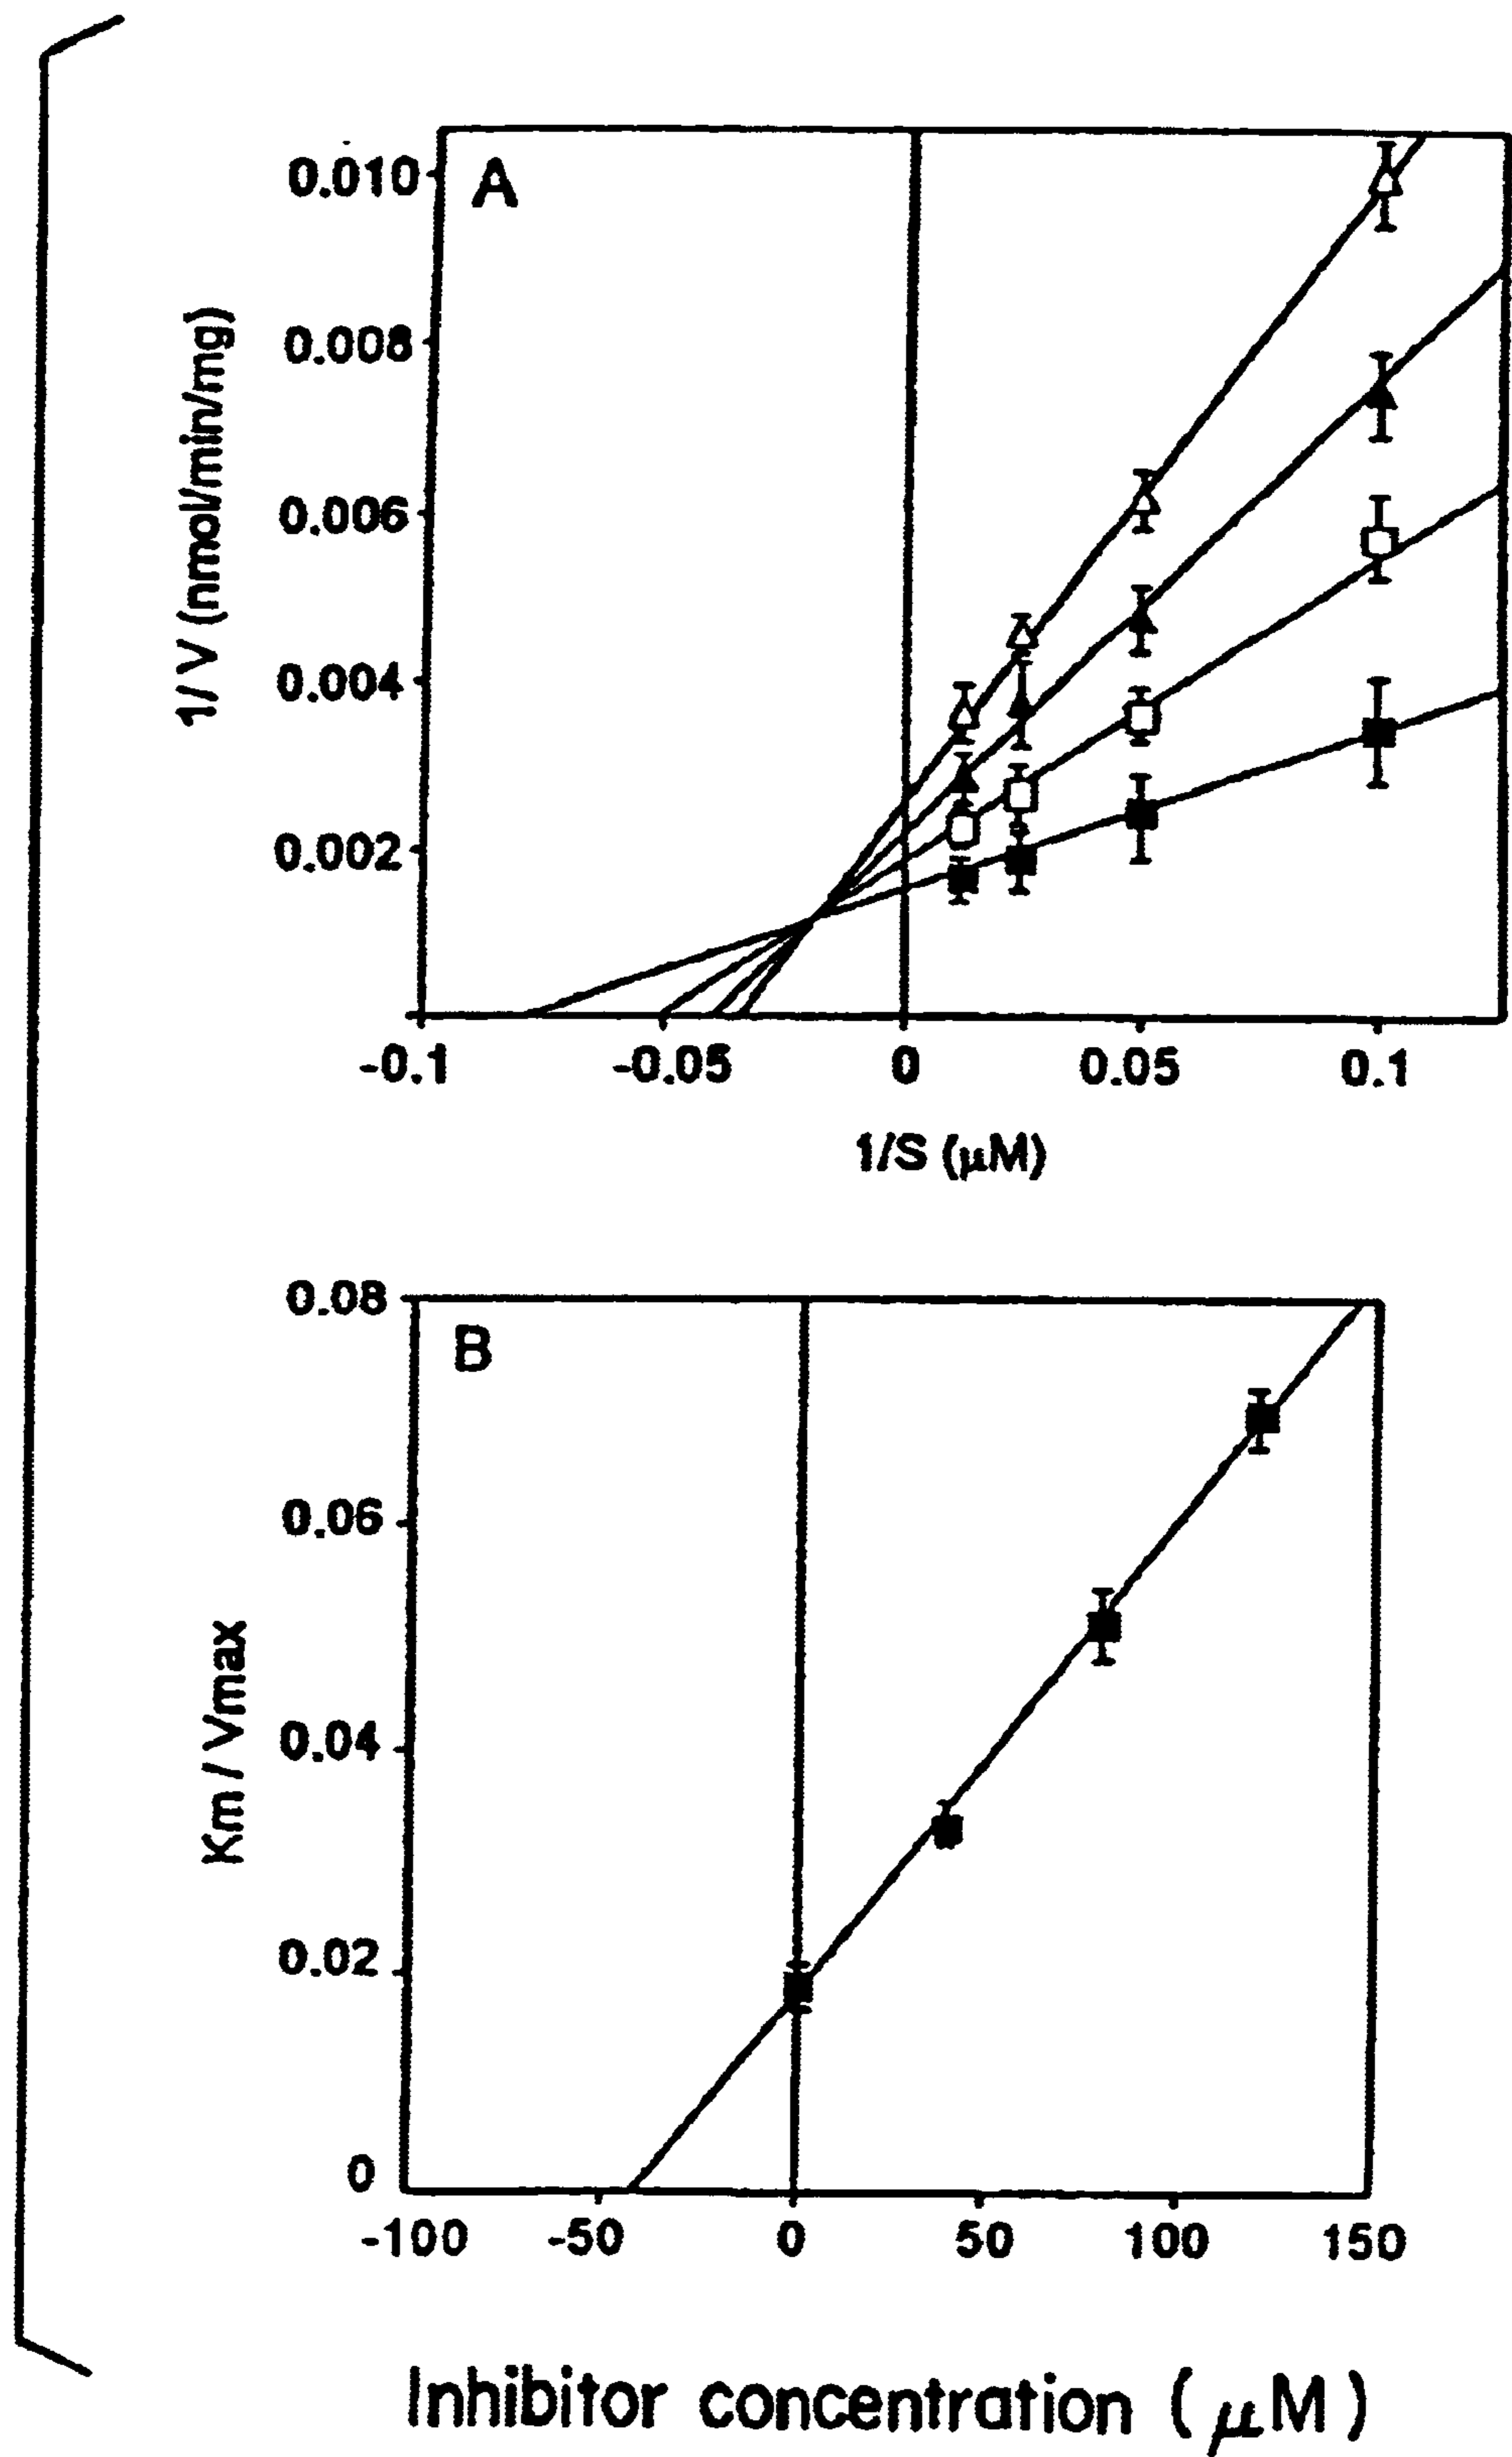 A
0.010
0.008
0.006
0.004
0.002
1/V (nmol/min/mg)
-0.1 -0.05 0 0.05 0.1
1/S (μM)
B
0.08
0.06
0.04
0.02
0
Km / Vmax
-100 -50 0 50 100 150
Inhibitor concentration (μM)